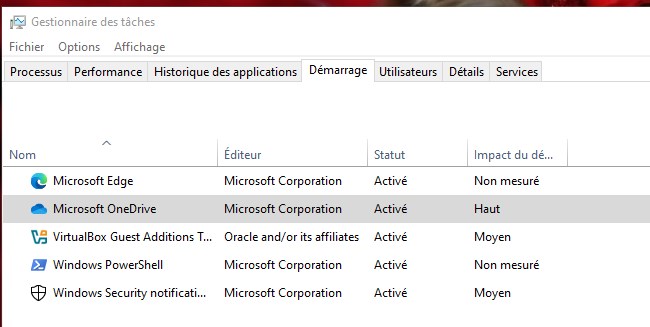 Gestionnaire des tâches
Fichier Options Affichage
Processus Performance Historique des applications Démarrage Utilisateurs Détails Services
Nom Éditeur Statut Impact du dé...
Microsoft Edge Microsoft Corporation Activé Non mesuré
Microsoft OneDrive Microsoft Corporation Activé Haut
VirtualBox Guest Additions T... Oracle and/or its affiliates Activé Moyen
Windows PowerShell Microsoft Corporation Activé Non mesuré
Windows Security notificati... Microsoft Corporation Activé Moyen